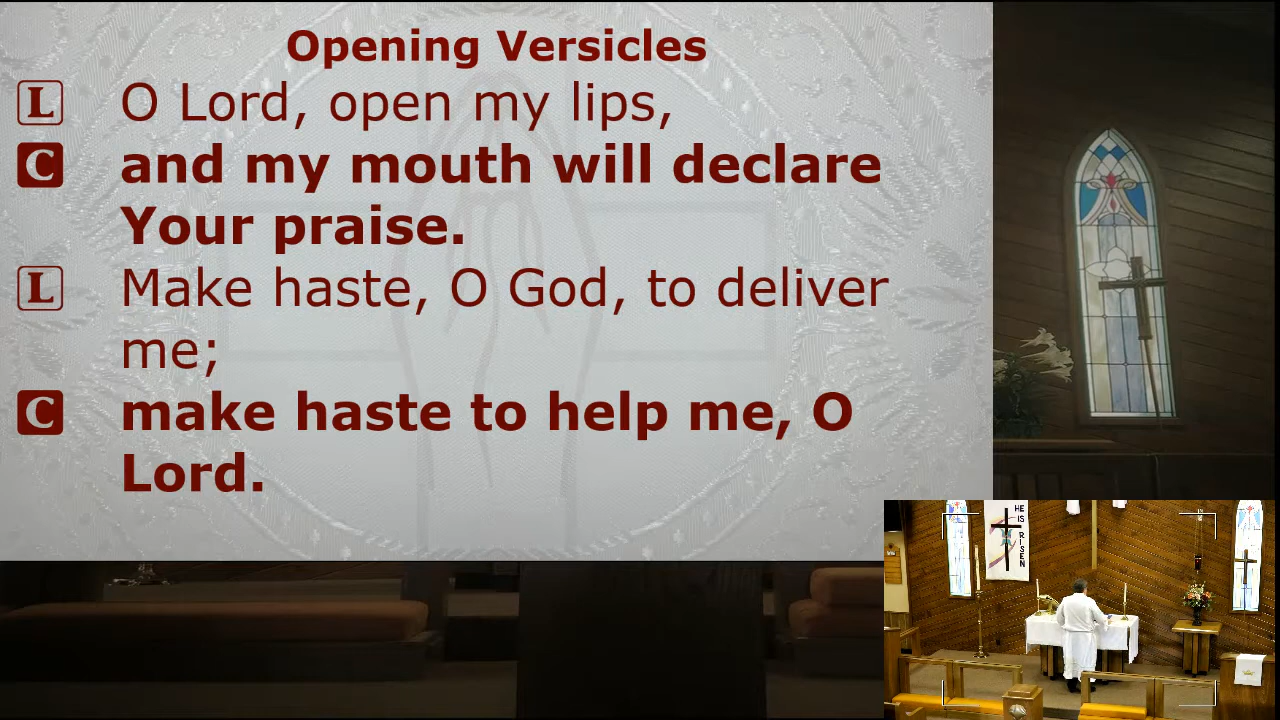 Opening Versicles
L O Lord, open my lips,
C and my mouth will declare
Your praise.
L Make haste, O God, to deliver
me;
C make haste to help me, O
Lord.
HE
IS
R
I
S
E
N